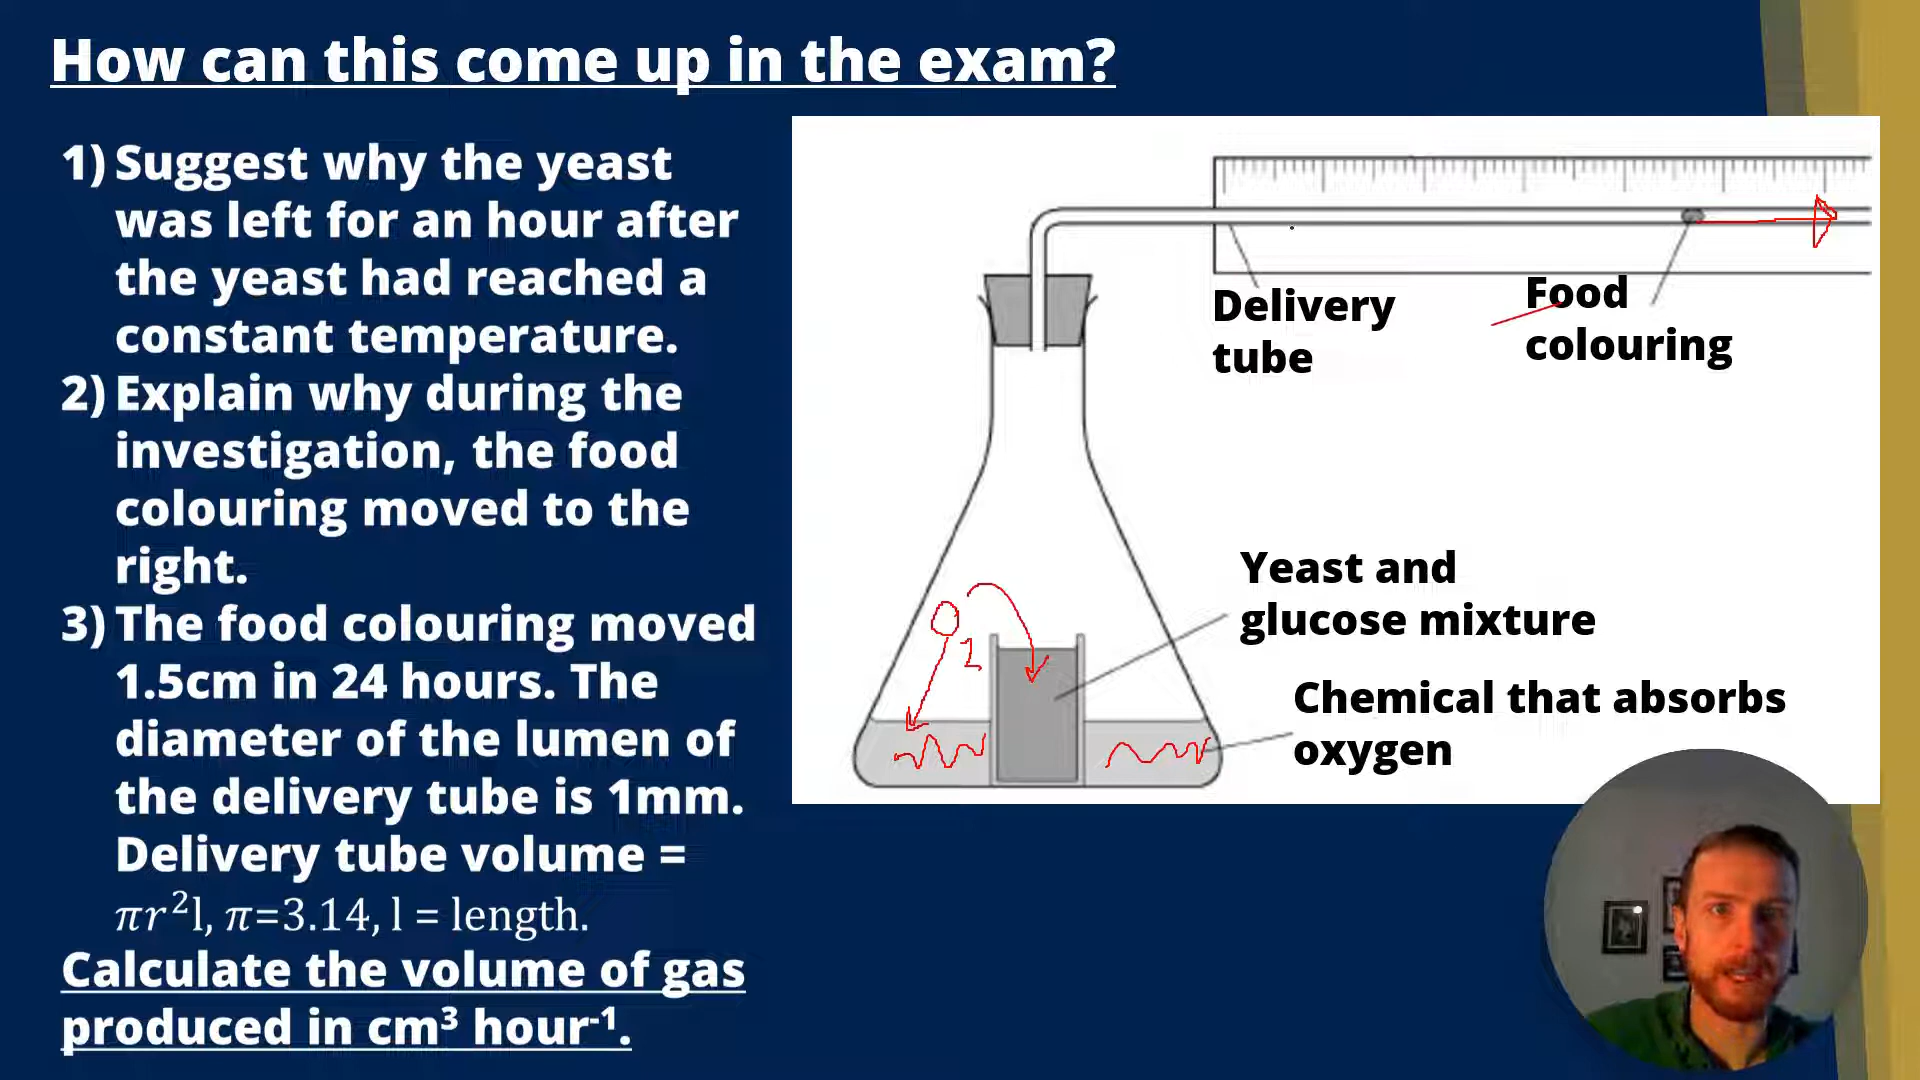 How can this come up in the exam?
1) Suggest why the yeast
was left for an hour after
the yeast had reached a
constant temperature.
2) Explain why during the
investigation, the food
colouring moved to the
right.
3) The food colouring moved
1.5cm in 24 hours. The
diameter of the lumen of
the delivery tube is 1mm.
Delivery tube volume =
πr²l, π=3.14, l = length.
Calculate the volume of gas
produced in cm³ hour⁻¹.
Delivery
tube
Food
colouring
Yeast and
glucose mixture
Chemical that absorbs
oxygen
O2